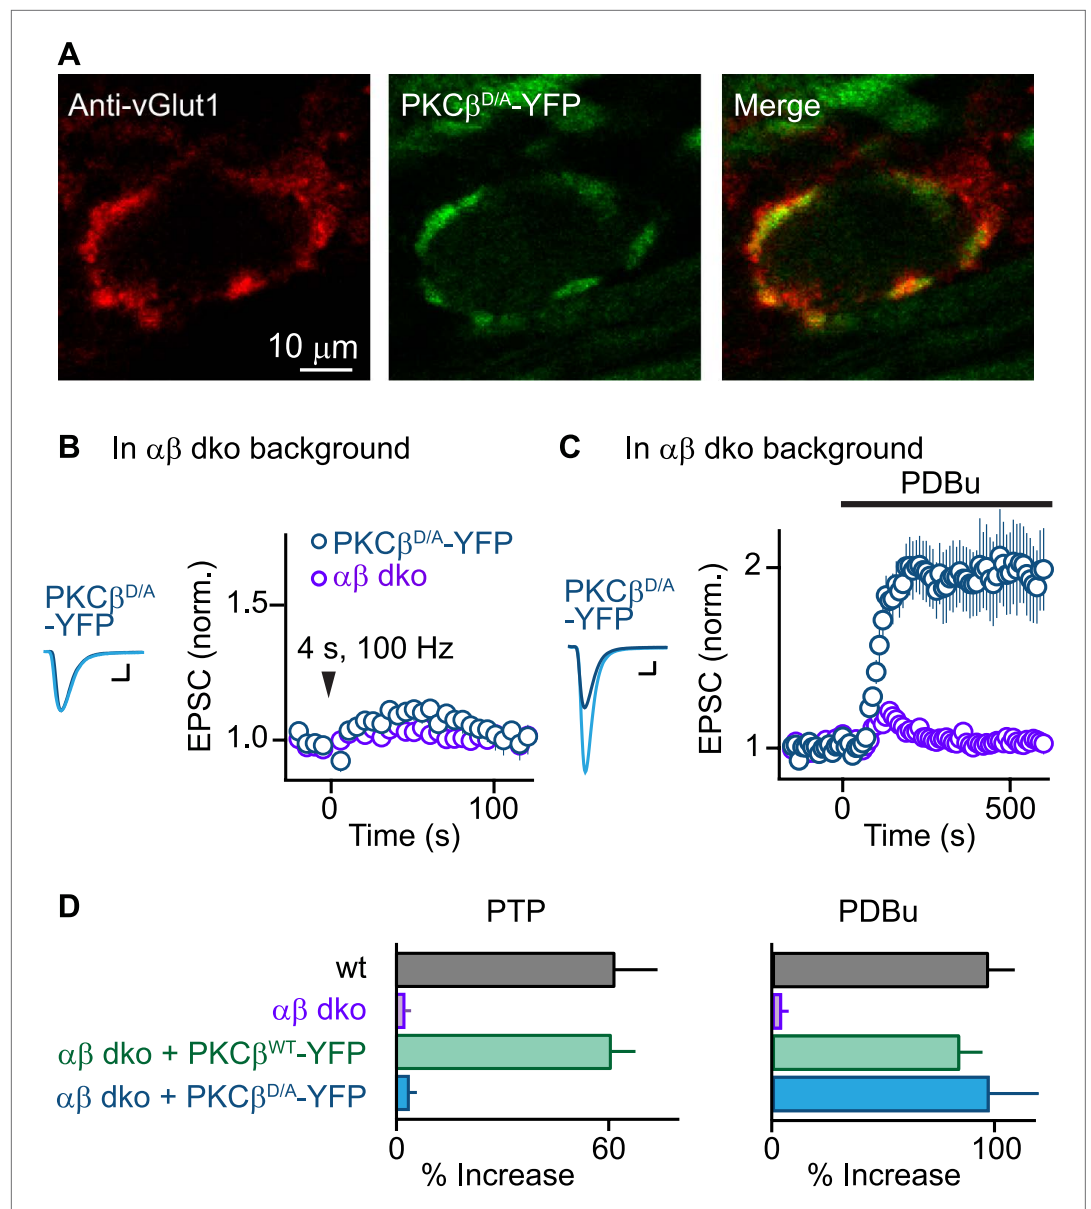 A
Anti-vGlut1
PKCβD/A-YFP
Merge
10 μm
B In αβ dko background
C In αβ dko background
PDBu
PKCβD/A
-YFP
EPSC (norm.)
1.5
1.0
PKCβD/A-YFP
αβ dko
4 s, 100 Hz
0 100
Time (s)
PKCβD/A
-YFP
EPSC (norm.)
2
1
0 500
Time (s)
D
PTP
PDBu
wt
αβ dko
αβ dko + PKCβWT-YFP
αβ dko + PKCβD/A-YFP
0 60
% Increase
0 100
% Increase